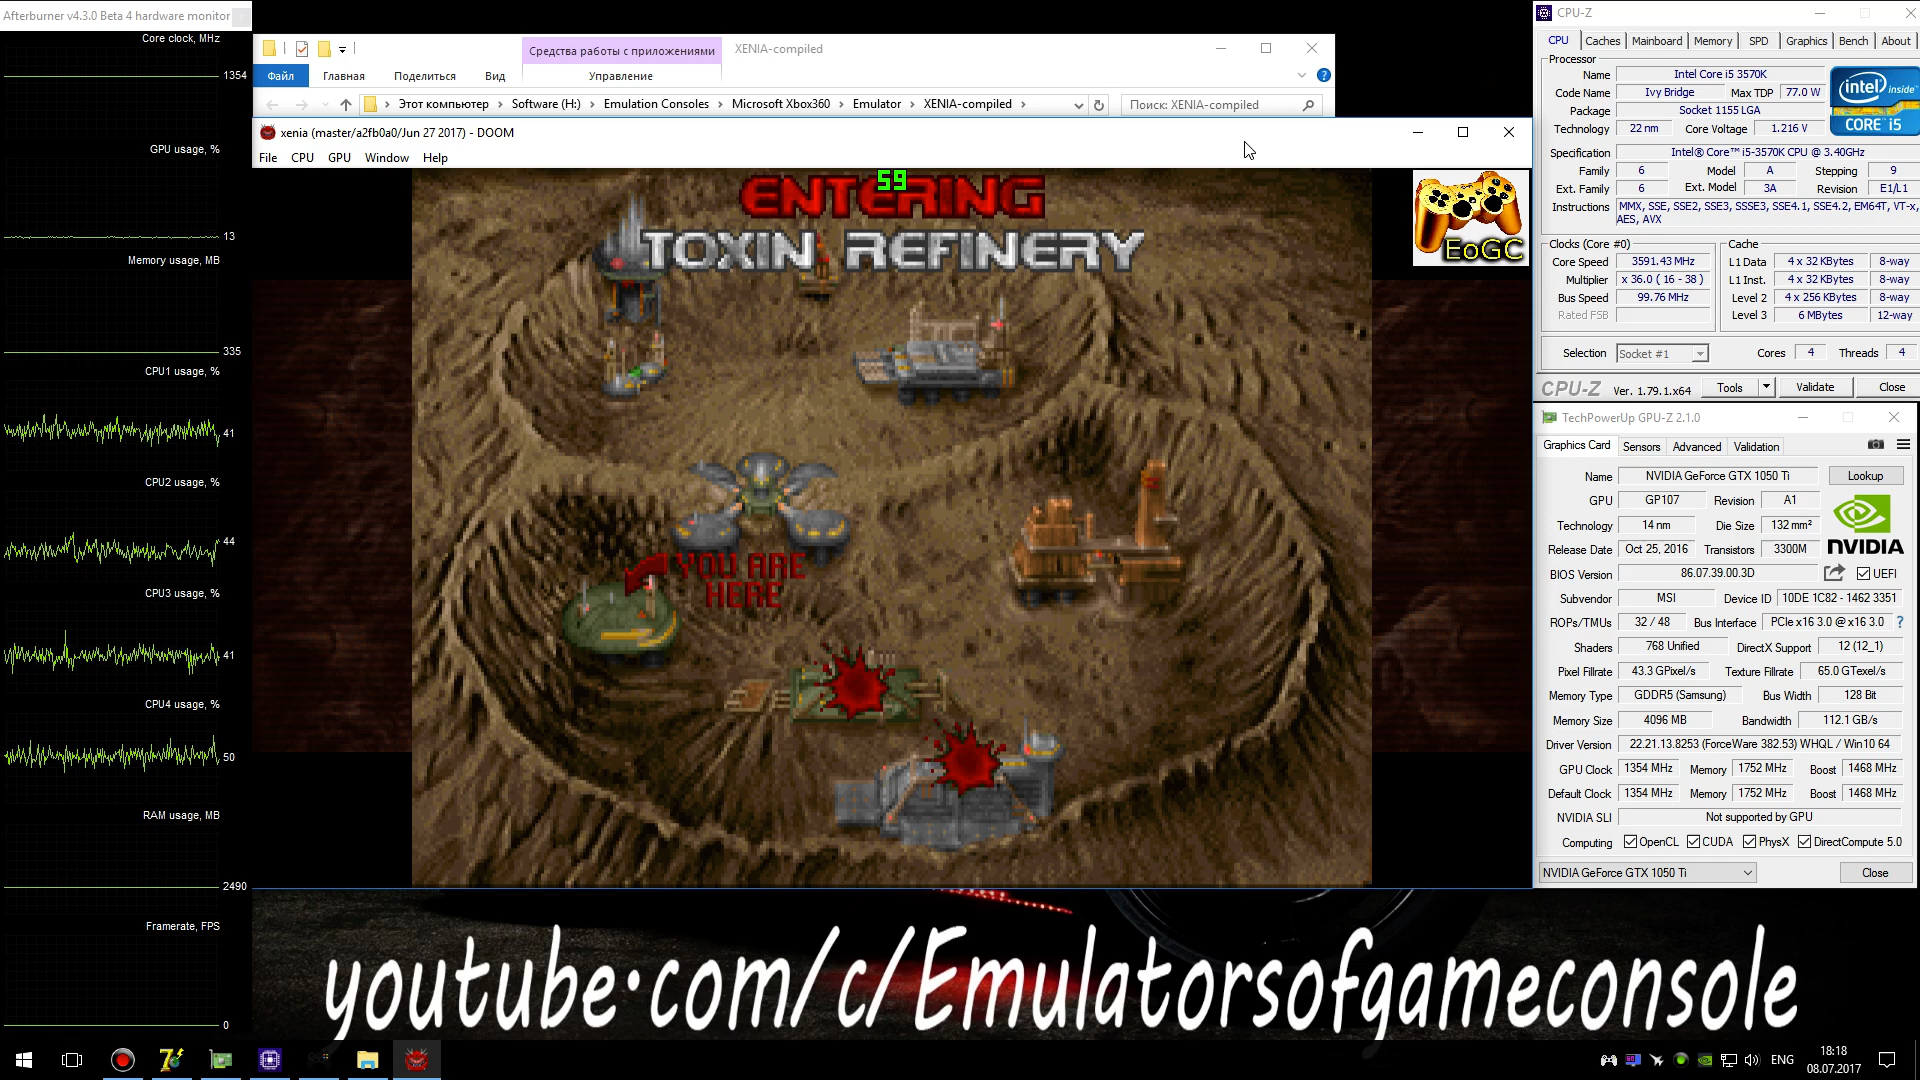 Afterburner v4.3.0 Beta 4 hardware monitor
Core clock, MHz
1354
GPU usage, %
13
Memory usage, MB
335
CPU1 usage, %
41
CPU2 usage, %
44
CPU3 usage, %
41
CPU4 usage, %
50
RAM usage, MB
2490
Framerate, FPS
0
Средства работы с приложениями XENIA-compiled
Файл Главная Поделиться Вид Управление
Этот компьютер > Software (H:) > Emulation Consoles > Microsoft Xbox360 > Emulator > XENIA-compiled >
Поиск: XENIA-compiled
xenia (master/a2fb0a0/Jun 27 2017) - DOOM
File CPU GPU Window Help
59
ENTERING
TOXIN REFINERY
YOU ARE
HERE
EoGC
CPU-Z
CPU Caches Mainboard Memory SPD Graphics Bench About
Processor
Name Intel Core i5 3570K
Code Name Ivy Bridge Max TDP 77.0 W
Package Socket 1155 LGA
Technology 22 nm Core Voltage 1.216 V
intel inside™
CORE i5
Specification Intel® Core™ i5-3570K CPU @ 3.40GHz
Family 6 Model A Stepping 9
Ext. Family 6 Ext. Model 3A Revision E1/L1
Instructions MMX, SSE, SSE2, SSE3, SSSE3, SSE4.1, SSE4.2, EM64T, VT-x,
AES, AVX
Clocks (Core #0) Cache
Core Speed 3591.43 MHz L1 Data 4 x 32 KBytes 8-way
Multiplier x 36.0 ( 16 - 38 ) L1 Inst. 4 x 32 KBytes 8-way
Bus Speed 99.76 MHz Level 2 4 x 256 KBytes 8-way
Rated FSB Level 3 6 MBytes 12-way
Selection Socket #1 Cores 4 Threads 4
CPU-Z Ver. 1.79.1.x64 Tools Validate Close
TechPowerUp GPU-Z 2.1.0
Graphics Card Sensors Advanced Validation
Name NVIDIA GeForce GTX 1050 Ti Lookup
GPU GP107 Revision A1
Technology 14 nm Die Size 132 mm²
Release Date Oct 25, 2016 Transistors 3300M
NVIDIA
BIOS Version 86.07.39.00.3D UEFI
Subvendor MSI Device ID 10DE 1C82 - 1462 3351
ROPs/TMUs 32 / 48 Bus Interface PCIe x16 3.0 @ x16 3.0 ?
Shaders 768 Unified DirectX Support 12 (12_1)
Pixel Fillrate 43.3 GPixel/s Texture Fillrate 65.0 GTexel/s
Memory Type GDDR5 (Samsung) Bus Width 128 Bit
Memory Size 4096 MB Bandwidth 112.1 GB/s
Driver Version 22.21.13.8253 (ForceWare 382.53) WHQL / Win10 64
GPU Clock 1354 MHz Memory 1752 MHz Boost 1468 MHz
Default Clock 1354 MHz Memory 1752 MHz Boost 1468 MHz
NVIDIA SLI Not supported by GPU
Computing OpenCL CUDA PhysX DirectCompute 5.0
NVIDIA GeForce GTX 1050 Ti Close
youtube.com/c/Emulatorsofgameconsole
ENG
18:18
08.07.2017